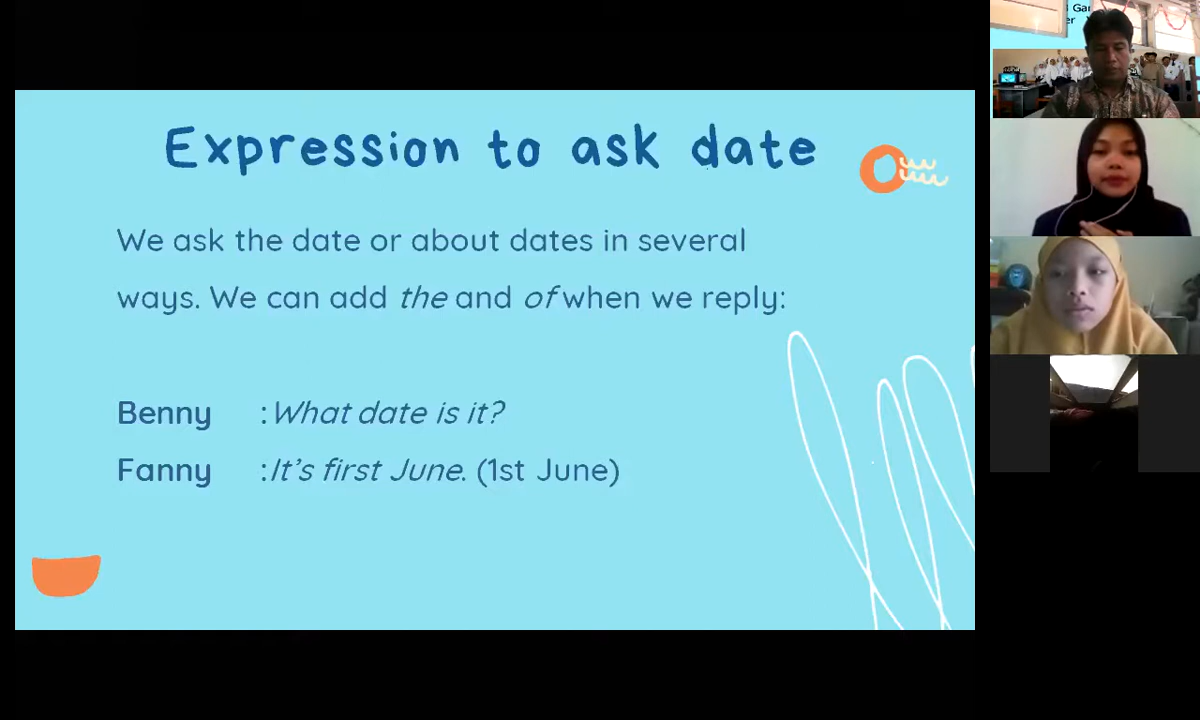 Expression to ask date
We ask the date or about dates in several
ways. We can add the and of when we reply:
Benny : What date is it?
Fanny : It's first June. (1st June)